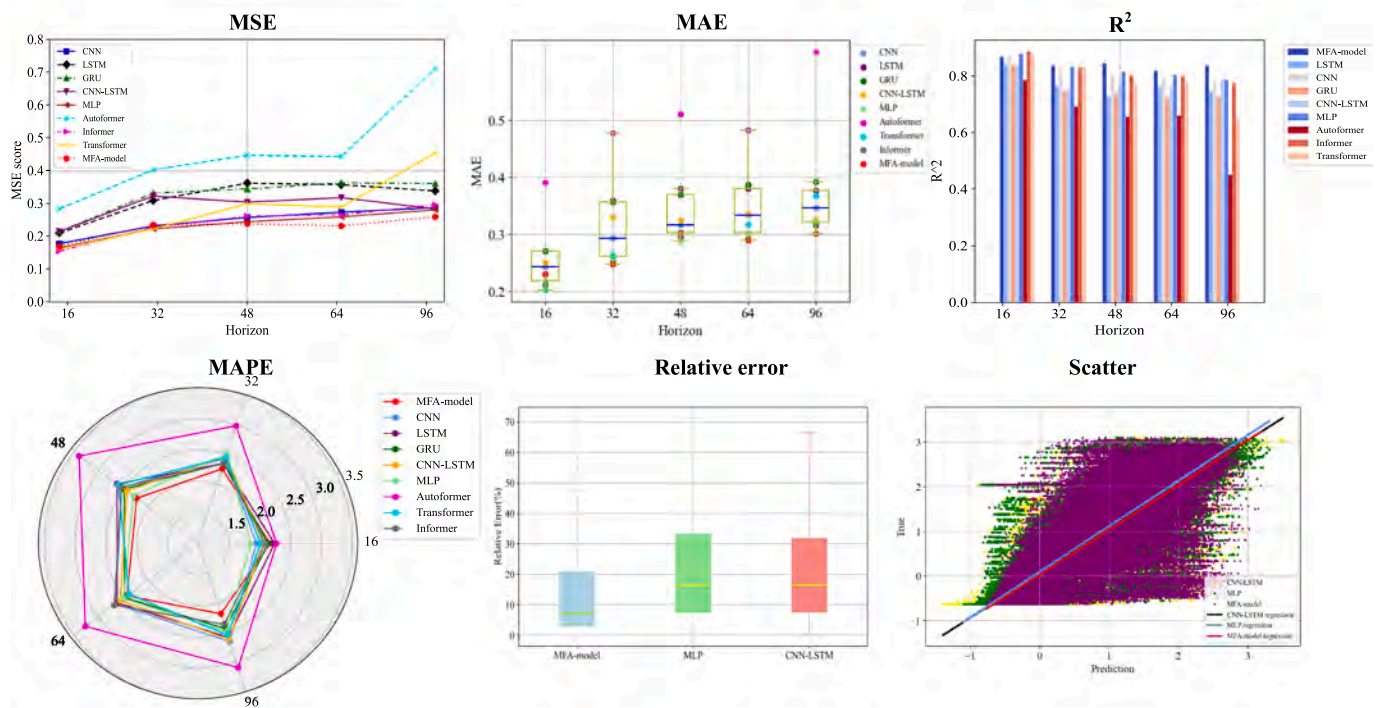 MSE
0.8
0.7
0.6
0.5
0.4
0.3
0.2
0.1
0.0
MSE score
CNN
LSTM
GRU
CNN-LSTM
MLP
Autoformer
Informer
Transformer
MFA-model
16 32 48 64 96
Horizon
MAE
0.5
0.4
0.3
0.2
MAE
16 32 48 64 96
Horizon
CNN
LSTM
GRU
CNN-LSTM
MLP
Autoformer
Transformer
Informer
MFA-model
R²
0.8
0.6
0.4
0.2
0.0
R^2
16 32 48 64 96
Horizon
MFA-model
LSTM
CNN
GRU
CNN-LSTM
MLP
Autoformer
Informer
Transformer
MAPE
32
48
3.5
3.0
2.5
2.0
1.5
16
64
96
MFA-model
CNN
LSTM
GRU
CNN-LSTM
MLP
Autoformer
Transformer
Informer
Relative error
70
60
50
40
30
20
10
0
Relative Error(%)
MFA-model MLP CNN-LSTM
Scatter
3
2
1
0
−1
True
−1 0 1 2 3
Prediction
CNN-LSTM
MLP
MFA-model
CNN-LSTM regression
MLP regression
MFA-model regression